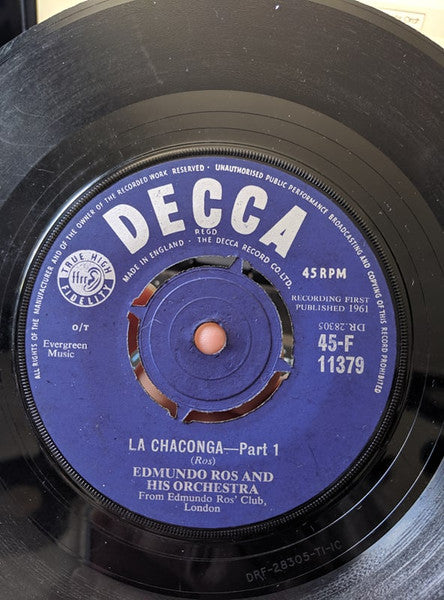 ALL RIGHTS OF THE MANUFACTURER AND OF THE OWNER OF THE RECORDED WORK RESERVED · UNAUTHORISED PUBLIC PERFORMANCE BROADCASTING AND COPYING OF THIS RECORD PROHIBITED
DECCA
REGD
MADE IN ENGLAND · THE DECCA RECORD CO. LTD.
TRUE HIGH
ffrr
FIDELITY
45 RPM
RECORDING FIRST
PUBLISHED 1961
DR.28305
O/T
Evergreen
Music
45-F
11379
LA CHACONGA—Part 1
(Ros)
EDMUNDO ROS AND
HIS ORCHESTRA
From Edmundo Ros' Club,
London
DRF-28305-T1-1C